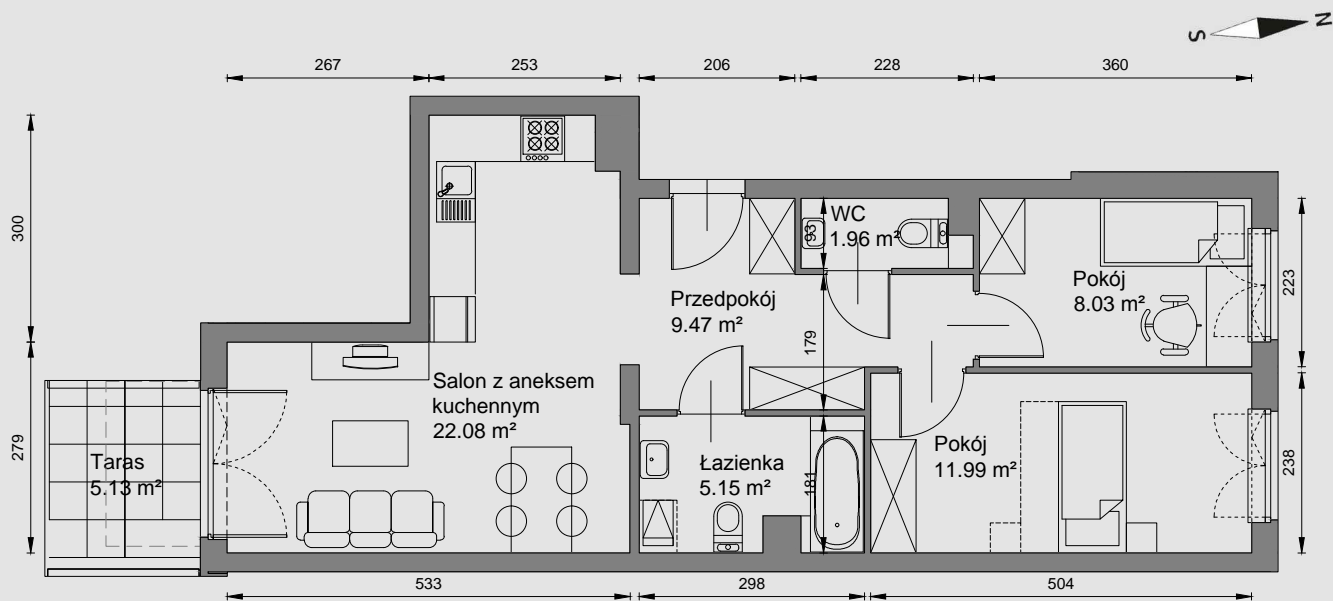 N
S
267
253
206
228
360
300
279
WC
1.96 m²
93
Pokój
8.03 m²
223
Przedpokój
9.47 m²
179
Salon z aneksem
kuchennym
22.08 m²
Taras
5.13 m²
Łazienka
5.15 m²
181
Pokój
11.99 m²
238
533
298
504